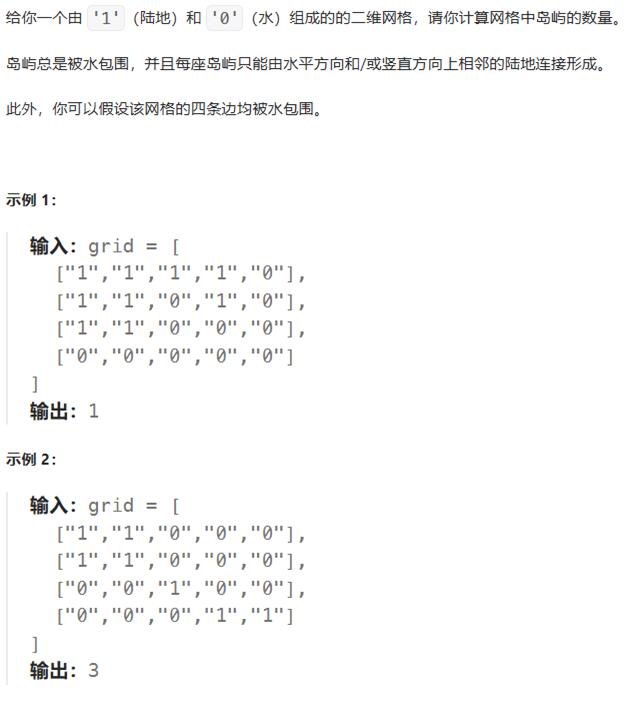 给你一个由 '1'（陆地）和 '0'（水）组成的的二维网格，请你计算网格中岛屿的数量。
岛屿总是被水包围，并且每座岛屿只能由水平方向和/或竖直方向上相邻的陆地连接形成。
此外，你可以假设该网格的四条边均被水包围。
示例 1：
输入：grid = [
["1","1","1","1","0"],
["1","1","0","1","0"],
["1","1","0","0","0"],
["0","0","0","0","0"]
]
输出：1
示例 2：
输入：grid = [
["1","1","0","0","0"],
["1","1","0","0","0"],
["0","0","1","0","0"],
["0","0","0","1","1"]
]
输出：3